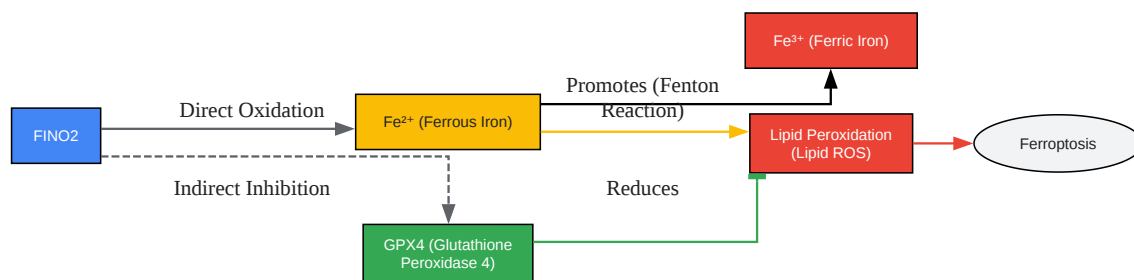 Fe³⁺ (Ferric Iron)
Promotes (Fenton
Reaction)
Direct Oxidation
FINO2
Fe²⁺ (Ferrous Iron)
Lipid Peroxidation
(Lipid ROS)
Ferroptosis
Indirect Inhibition
Reduces
GPX4 (Glutathione
Peroxidase 4)